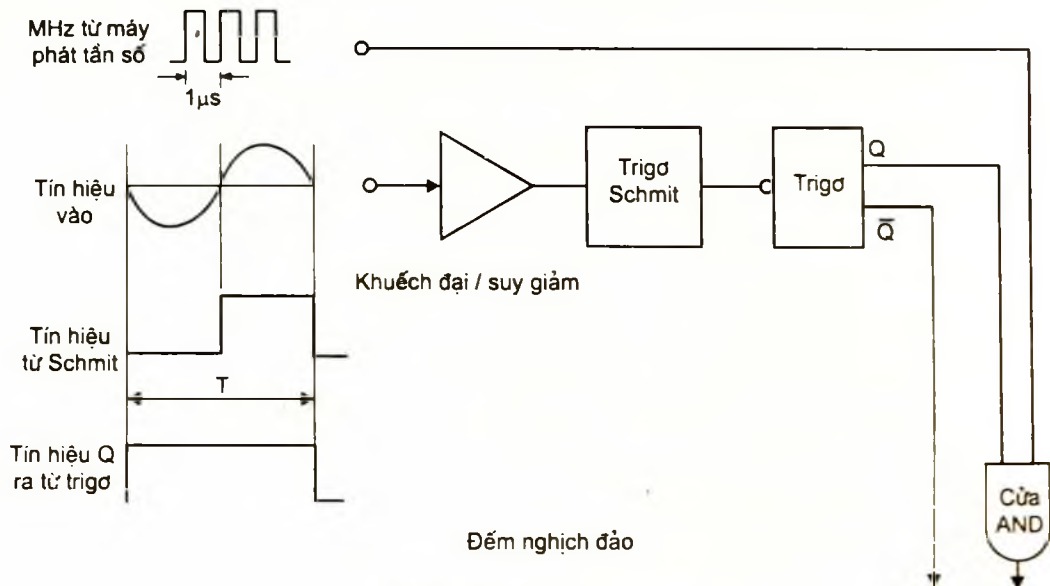 MHz từ máy
phát tần số
1μs
Tín hiệu
vào
Trigơ
Schmit
Trigơ
Q
Q̅
Khuếch đại / suy giảm
Tín hiệu
từ Schmit
T
Tín hiệu Q
ra từ trigơ
Cửa
AND
Đếm nghịch đảo